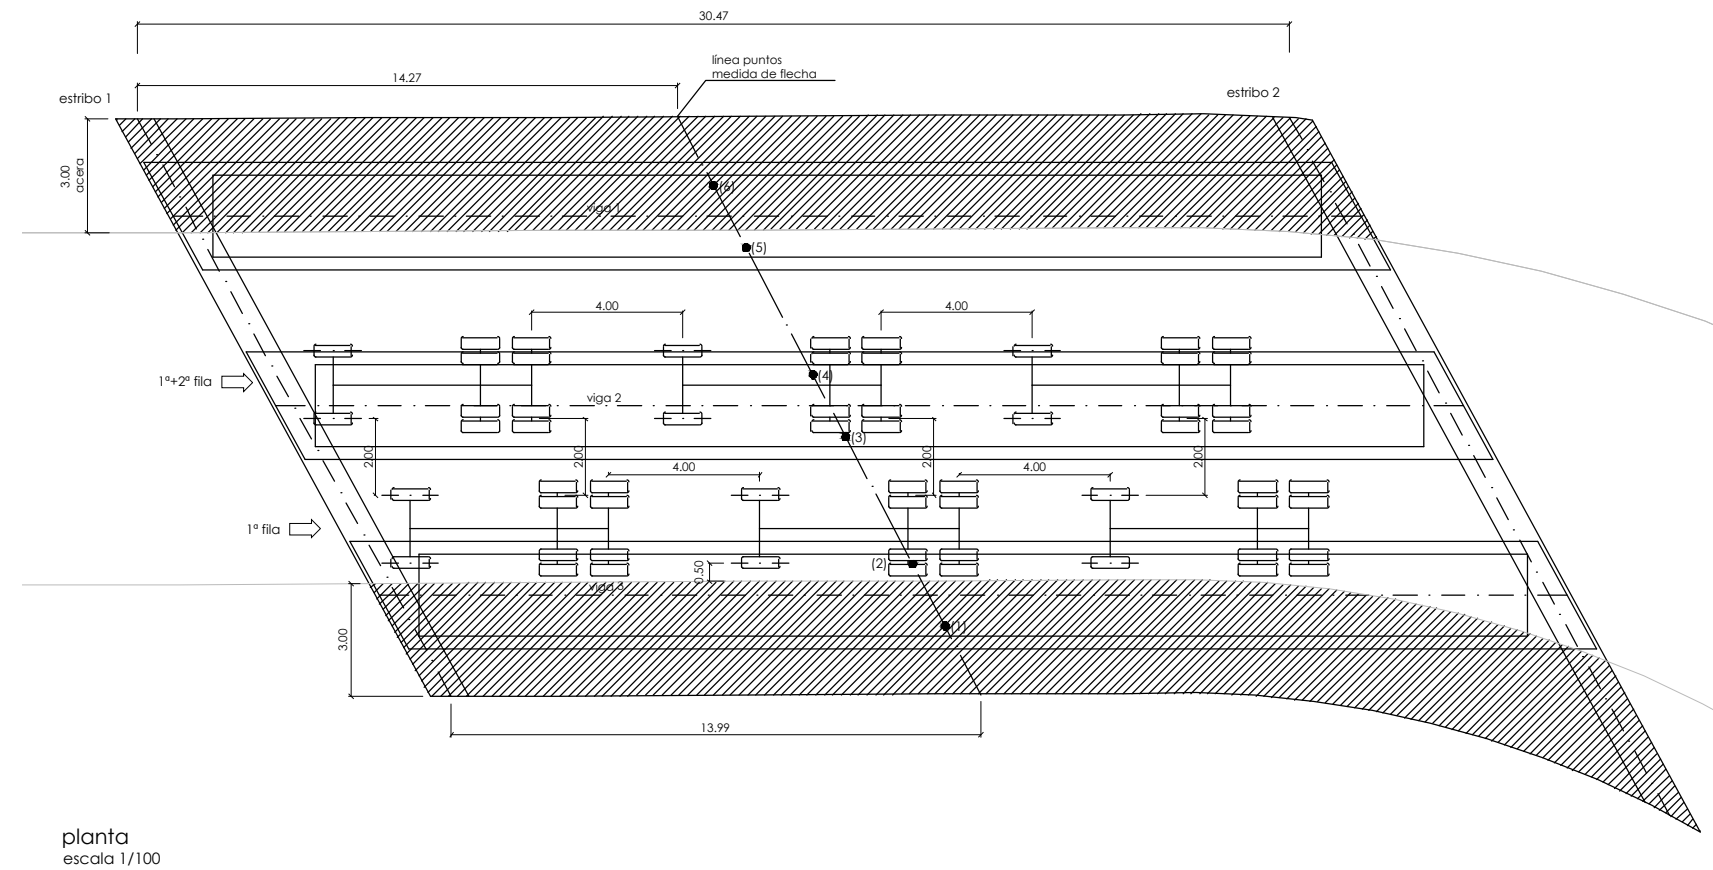 30.47
línea puntos
medida de flecha
14.27
estribo 1
estribo 2
3.00
acera
(6)
viga 1
(5)
4.00
4.00
1ª+2ª fila
(4)
viga 2
(3)
2.00
2.00
2.00
2.00
4.00
4.00
1ª fila
(2)
0.50
viga 3
(1)
3.00
13.99
planta
escala 1/100